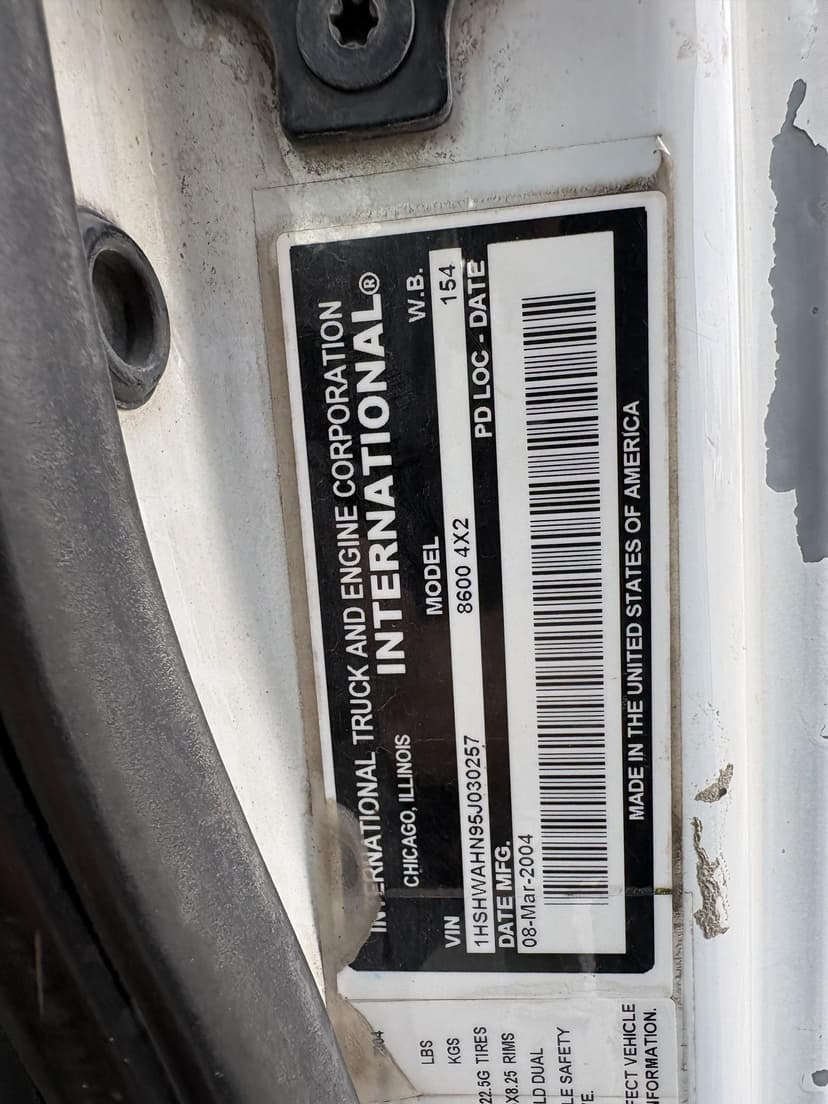 INTERNATIONAL TRUCK AND ENGINE CORPORATION
INTERNATIONAL®
CHICAGO, ILLINOIS
VIN MODEL W.B.
1HSHWAHN95J030257 8600 4X2 154
DATE MFG. PD LOC - DATE
08-Mar-2004
MADE IN THE UNITED STATES OF AMERICA
2004
LBS
KGS
22.5G TIRES
X8.25 RIMS
LD DUAL
LE SAFETY
E.
FECT VEHICLE
NFORMATION.